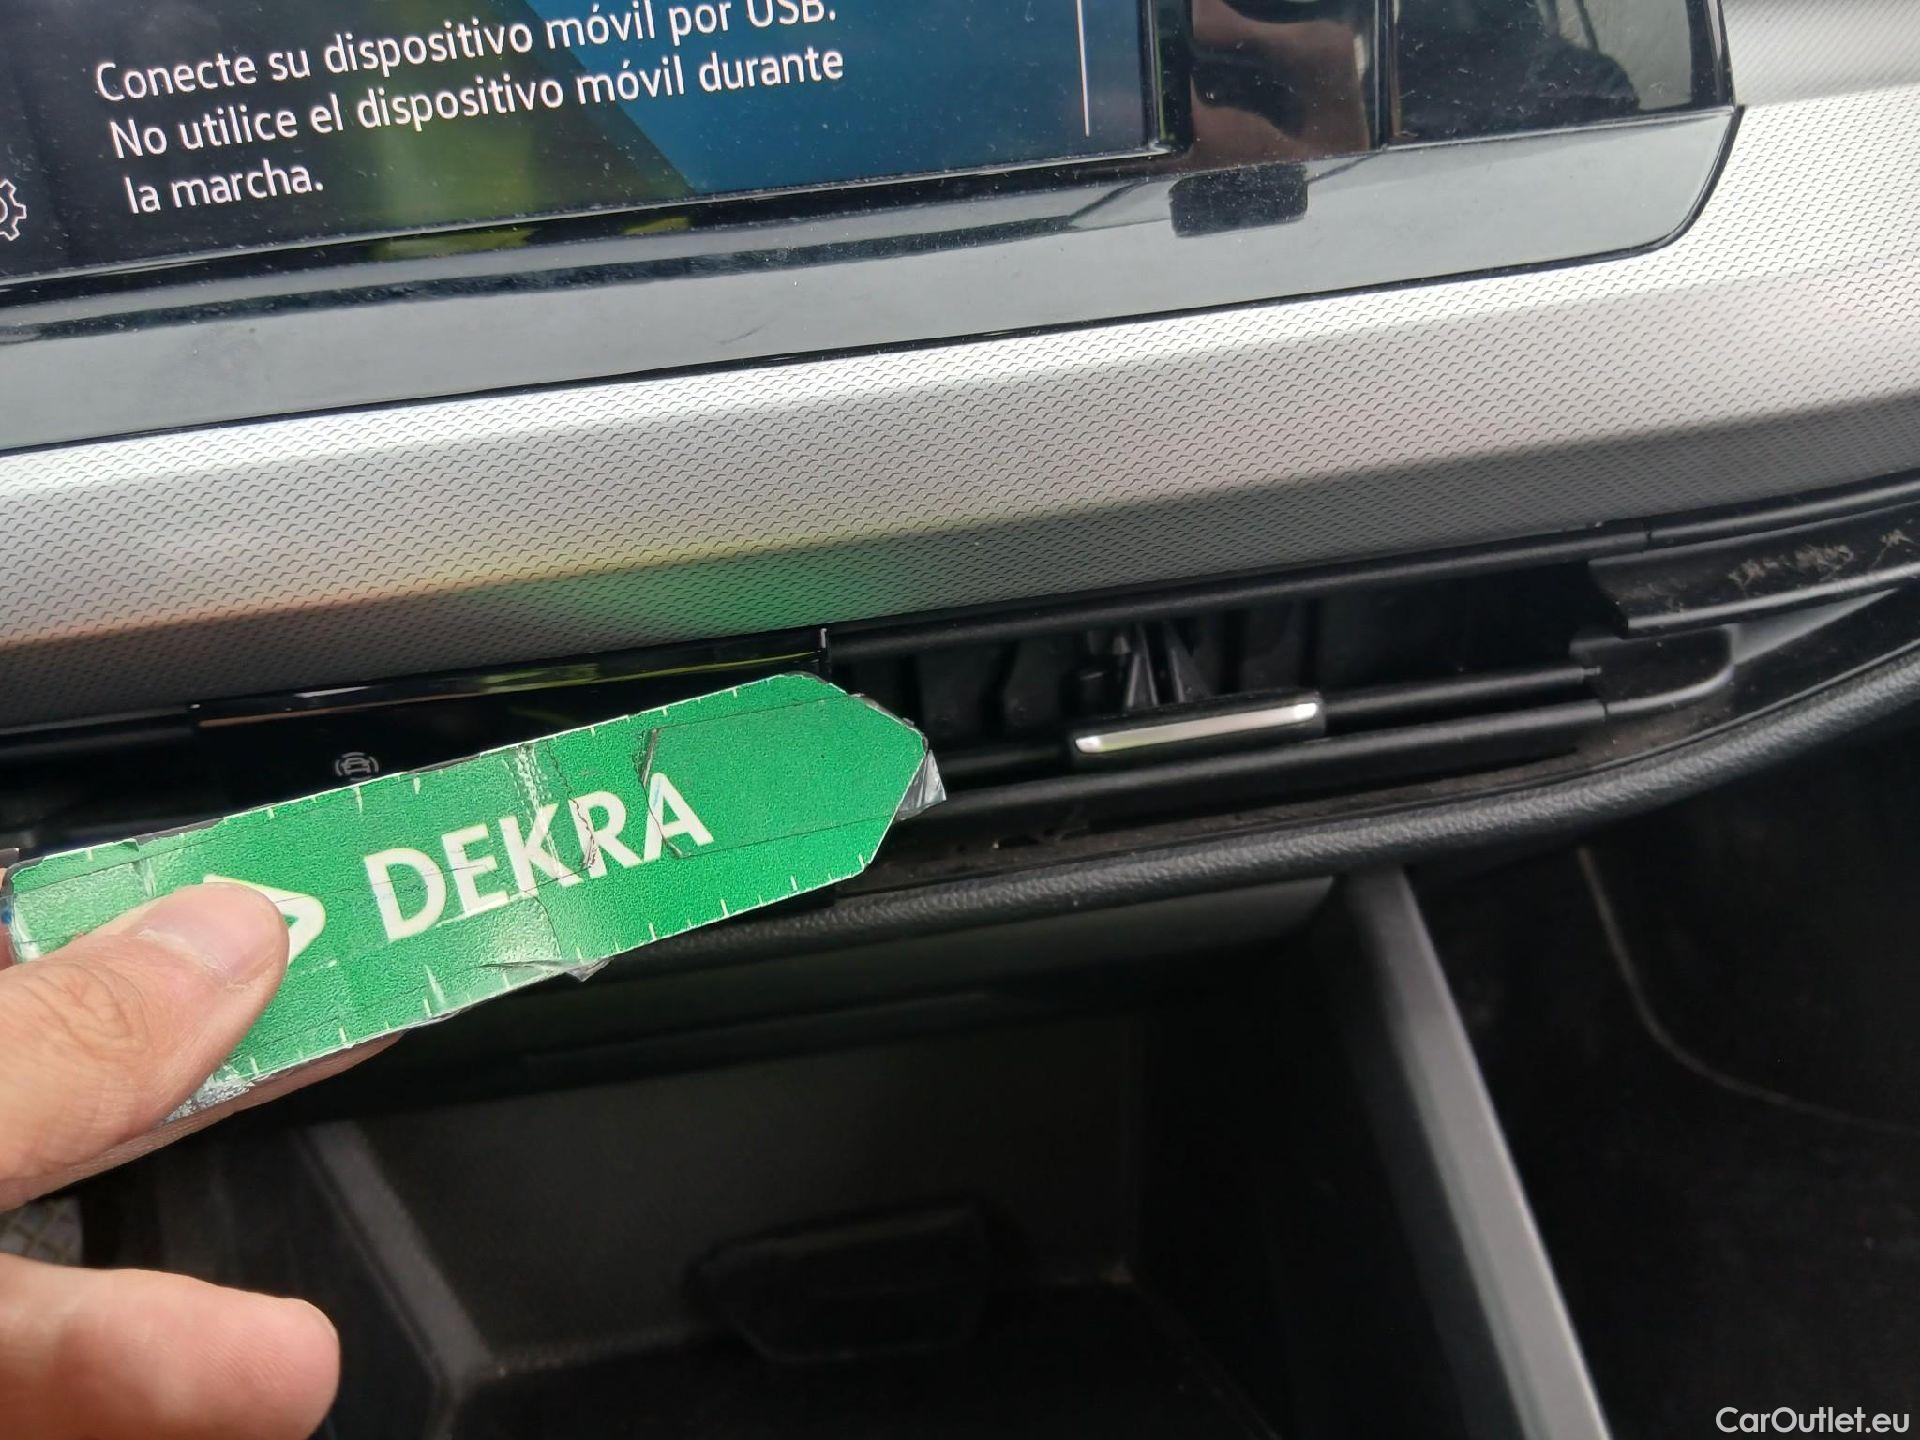 Conecte su dispositivo móvil por USB.
No utilice el dispositivo móvil durante
la marcha.
DEKRA
CarOutlet.eu